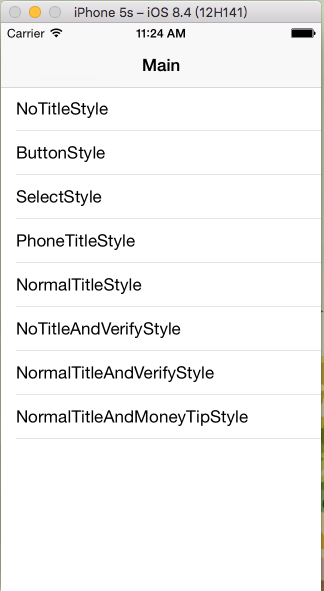 iPhone 5s – iOS 8.4 (12H141)
Carrier 11:24 AM
Main
NoTitleStyle
ButtonStyle
SelectStyle
PhoneTitleStyle
NormalTitleStyle
NoTitleAndVerifyStyle
NormalTitleAndVerifyStyle
NormalTitleAndMoneyTipStyle